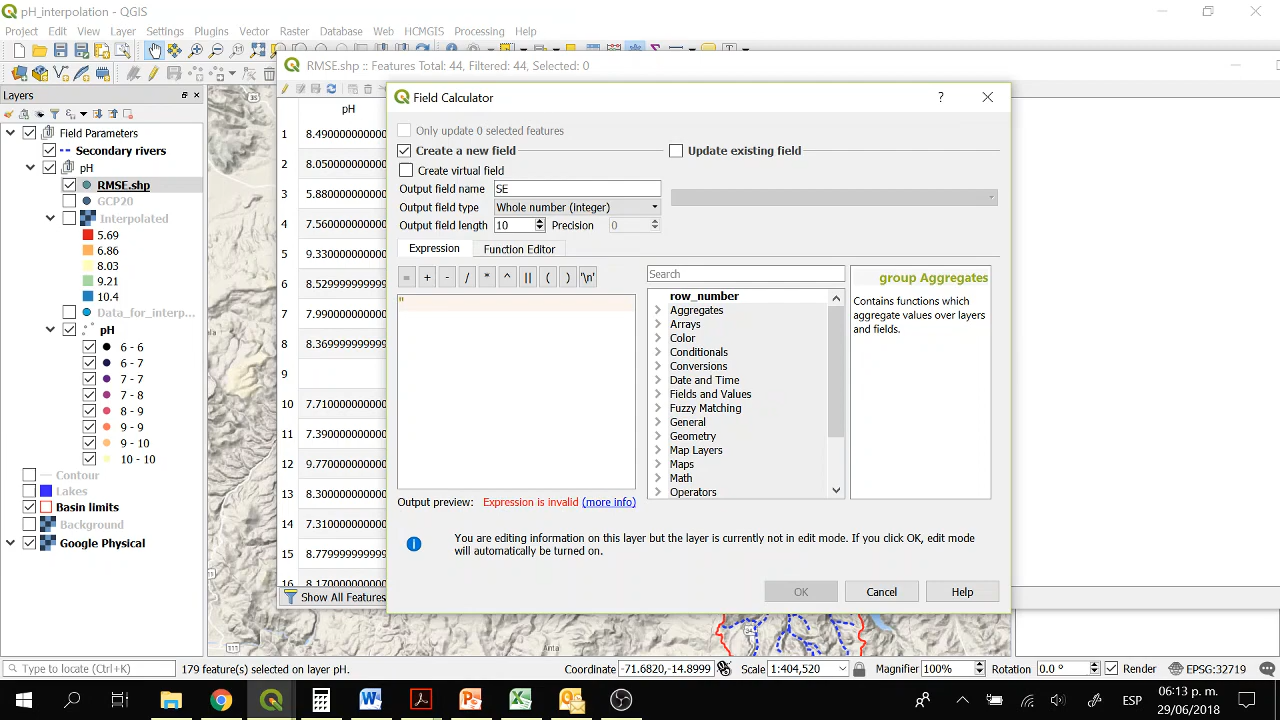 pH_interpolation — QGIS
Project Edit View Layer Settings Plugins Vector Raster Database Web HCMGIS Processing Help
RMSE.shp :: Features Total: 44, Filtered: 44, Selected: 0
Layers
Field Parameters
Secondary rivers
pH
RMSE.shp
GCP20
Interpolated
5.69
6.86
8.03
9.21
10.4
Data_for_interp...
pH
6 - 6
6 - 7
7 - 7
7 - 8
8 - 9
9 - 9
9 - 10
10 - 10
Contour
Lakes
Basin limits
Background
Google Physical
pH
1 8.490000000000
2 8.050000000000
3 5.880000000000
4 7.560000000000
5 9.330000000000
6 8.529999999999
7 7.990000000000
8 8.369999999999
9
10 7.710000000000
11 7.390000000000
12 9.770000000000
13 8.300000000000
14 7.310000000000
15 8.779999999999
16 8.170000000000
Show All Features
Field Calculator
?
Only update 0 selected features
Create a new field
Update existing field
Create virtual field
Output field name SE
Output field type Whole number (integer)
Output field length 10 Precision 0
Expression Function Editor
= + - / * ^ || ( ) '\n'
"
Search
row_number
Aggregates
Arrays
Color
Conditionals
Conversions
Date and Time
Fields and Values
Fuzzy Matching
General
Geometry
Map Layers
Maps
Math
Operators
group Aggregates
Contains functions which
aggregate values over layers
and fields.
Output preview: Expression is invalid (more info)
You are editing information on this layer but the layer is currently not in edit mode. If you click OK, edit mode
will automatically be turned on.
OK Cancel Help
Anta
Type to locate (Ctrl+K)
179 feature(s) selected on layer pH.
Coordinate -71.6820,-14.8999 Scale 1:404,520 Magnifier 100% Rotation 0.0 ° Render EPSG:32719
ESP
06:13 p. m.
29/06/2018